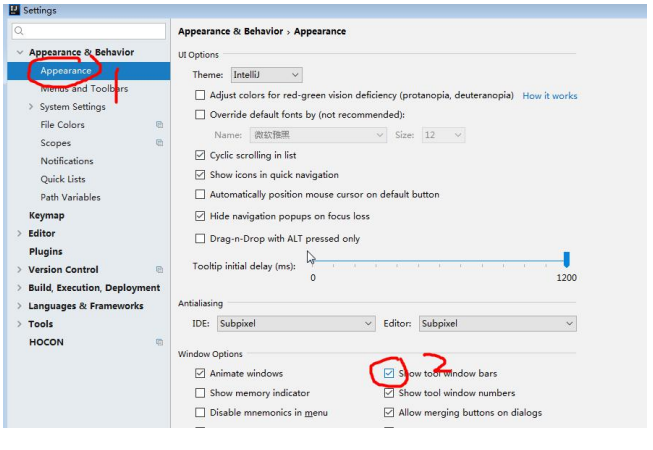 Settings
Appearance & Behavior
Appearance
Menus and Toolbars
System Settings
File Colors
Scopes
Notifications
Quick Lists
Path Variables
Keymap
Editor
Plugins
Version Control
Build, Execution, Deployment
Languages & Frameworks
Tools
HOCON
1
Appearance & Behavior › Appearance
UI Options
Theme: IntelliJ
Adjust colors for red-green vision deficiency (protanopia, deuteranopia) How it works
Override default fonts by (not recommended):
Name: 微软雅黑 Size: 12
Cyclic scrolling in list
Show icons in quick navigation
Automatically position mouse cursor on default button
Hide navigation popups on focus loss
Drag-n-Drop with ALT pressed only
Tooltip initial delay (ms):
0 1200
Antialiasing
IDE: Subpixel Editor: Subpixel
Window Options
2
Animate windows Show tool window bars
Show memory indicator Show tool window numbers
Disable mnemonics in menu Allow merging buttons on dialogs